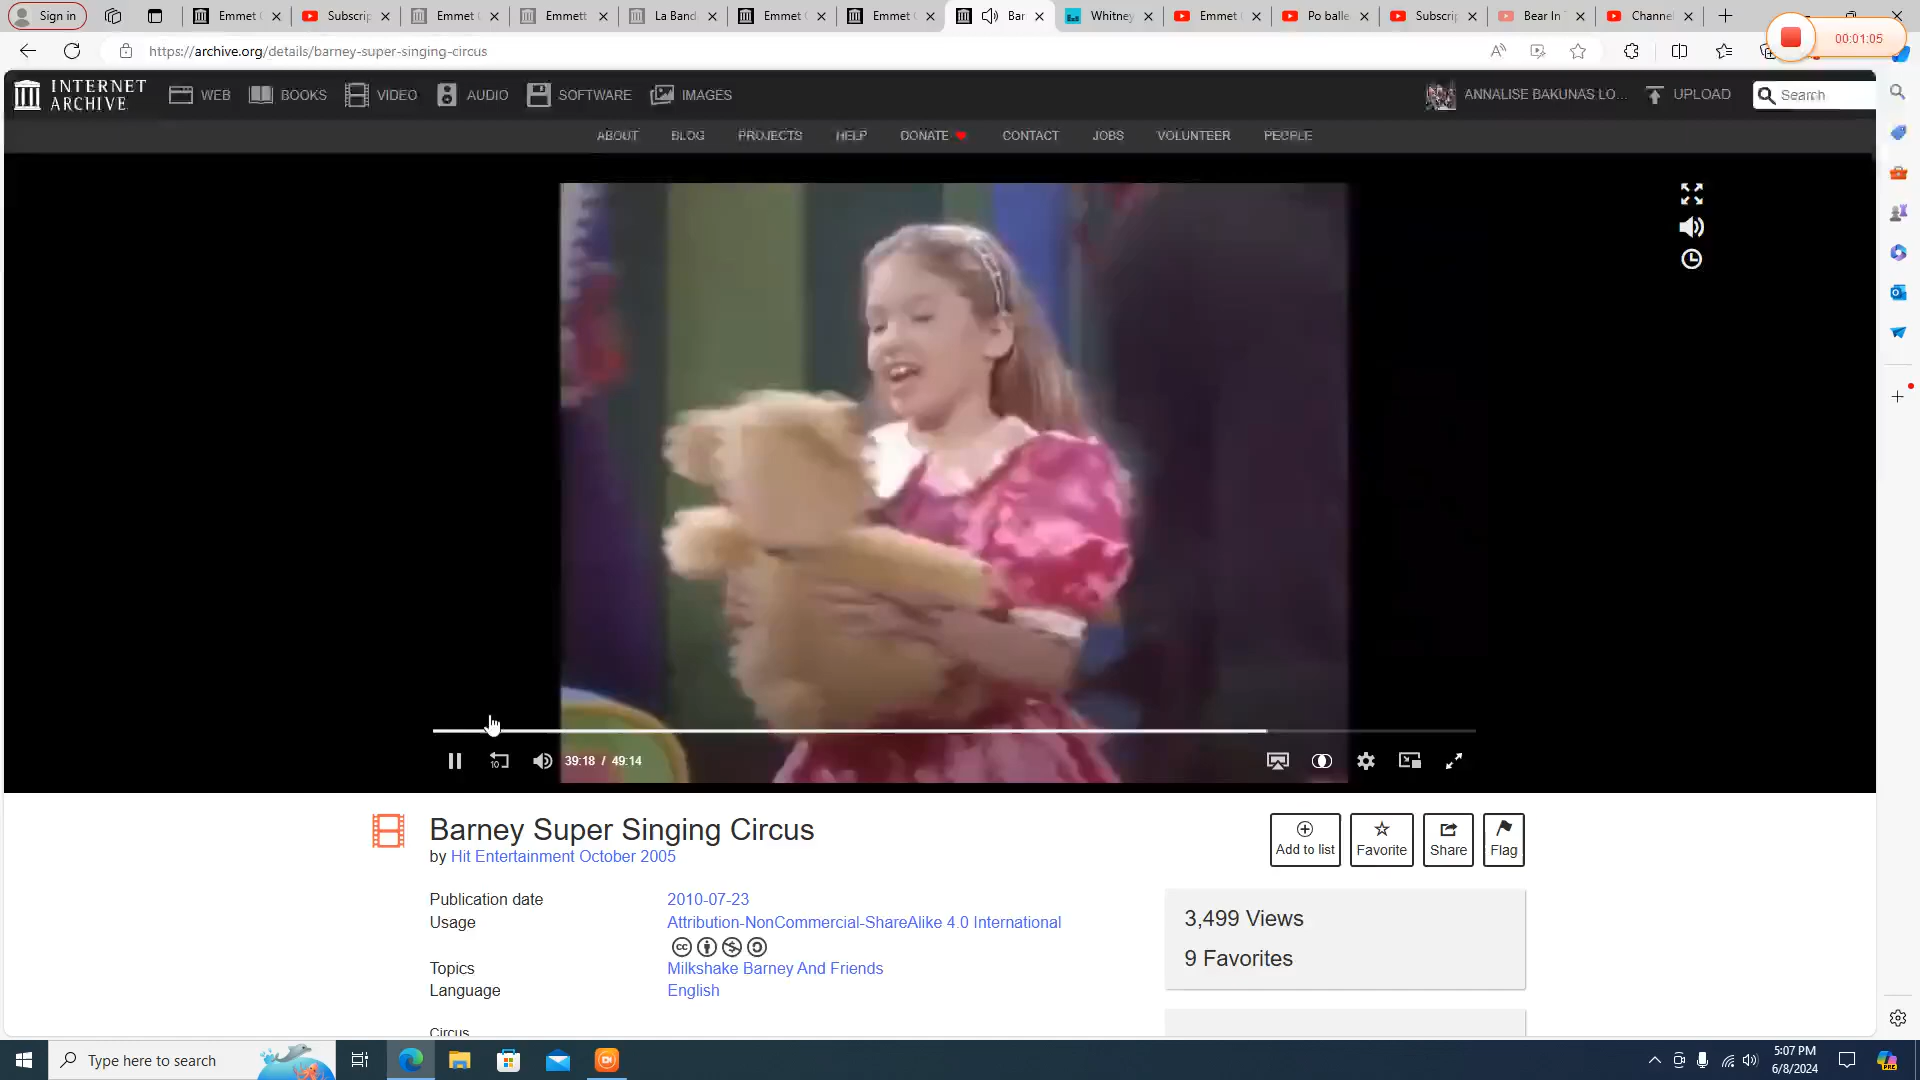 Sign in
Emmet
Subscrip
Emmet
Emmett
La Band
Emmet
Emmet
Bar
Whitney
Emmet
Po balle
Subscrip
Bear In
Channel
https://archive.org/details/barney-super-singing-circus
00:01:05
INTERNET
ARCHIVE
WEB
BOOKS
VIDEO
AUDIO
SOFTWARE
IMAGES
ANNALISE BAKUNAS LO...
UPLOAD
Search
ABOUT
BLOG
PROJECTS
HELP
DONATE
CONTACT
JOBS
VOLUNTEER
PEOPLE
10
39:18 / 49:14
Barney Super Singing Circus
by Hit Entertainment October 2005
Add to list
Favorite
Share
Flag
Publication date 2010-07-23
Usage Attribution-NonCommercial-ShareAlike 4.0 International
Topics Milkshake Barney And Friends
Language English
Circus
3,499 Views
9 Favorites
Type here to search
5:07 PM
6/8/2024